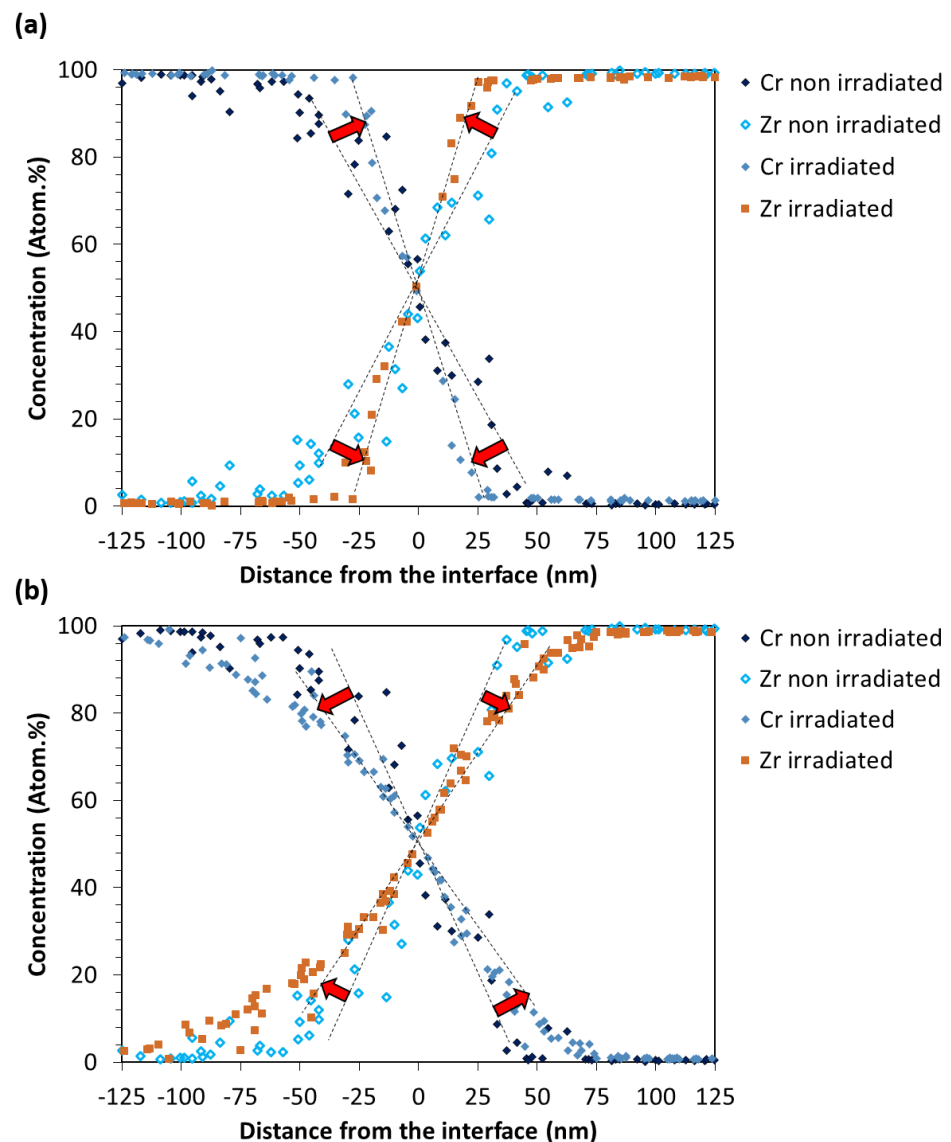 (a)
100
80
60
40
20
0
Concentration (Atom.%)
-125 -100 -75 -50 -25 0 25 50 75 100 125
Distance from the interface (nm)
Cr non irradiated
Zr non irradiated
Cr irradiated
Zr irradiated
(b)
100
80
60
40
20
0
Concentration (Atom.%)
-125 -100 -75 -50 -25 0 25 50 75 100 125
Distance from the interface (nm)
Cr non irradiated
Zr non irradiated
Cr irradiated
Zr irradiated